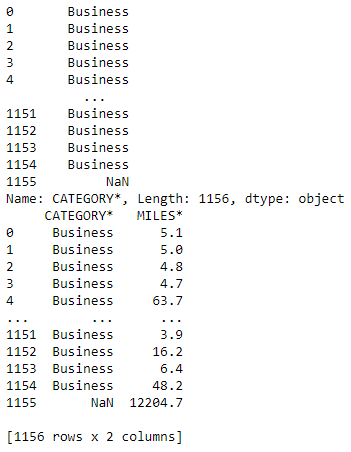 0 Business
1 Business
2 Business
3 Business
4 Business
...
1151 Business
1152 Business
1153 Business
1154 Business
1155 NaN
Name: CATEGORY*, Length: 1156, dtype: object
CATEGORY* MILES*
0 Business 5.1
1 Business 5.0
2 Business 4.8
3 Business 4.7
4 Business 63.7
... ... ...
1151 Business 3.9
1152 Business 16.2
1153 Business 6.4
1154 Business 48.2
1155 NaN 12204.7
[1156 rows x 2 columns]